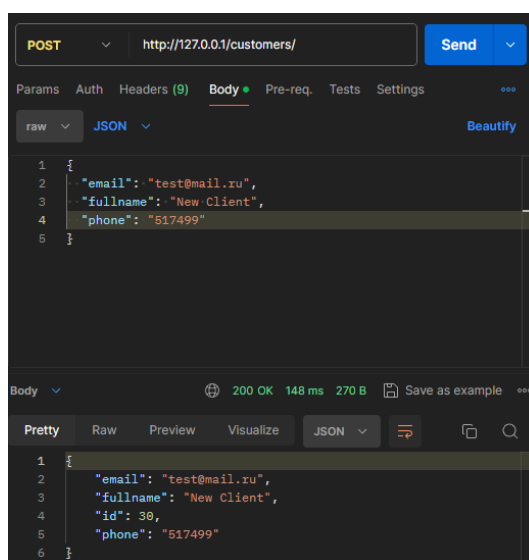 POST http://127.0.0.1/customers/ Send
Params Auth Headers (9) Body Pre-req. Tests Settings
raw JSON Beautify
1 {
2 "email": "test@mail.ru",
3 "fullname": "New Client",
4 "phone": "517499"
5 }
Body 200 OK 148 ms 270 B Save as example
Pretty Raw Preview Visualize JSON
1 {
2 "email": "test@mail.ru",
3 "fullname": "New Client",
4 "id": 30,
5 "phone": "517499"
6 }